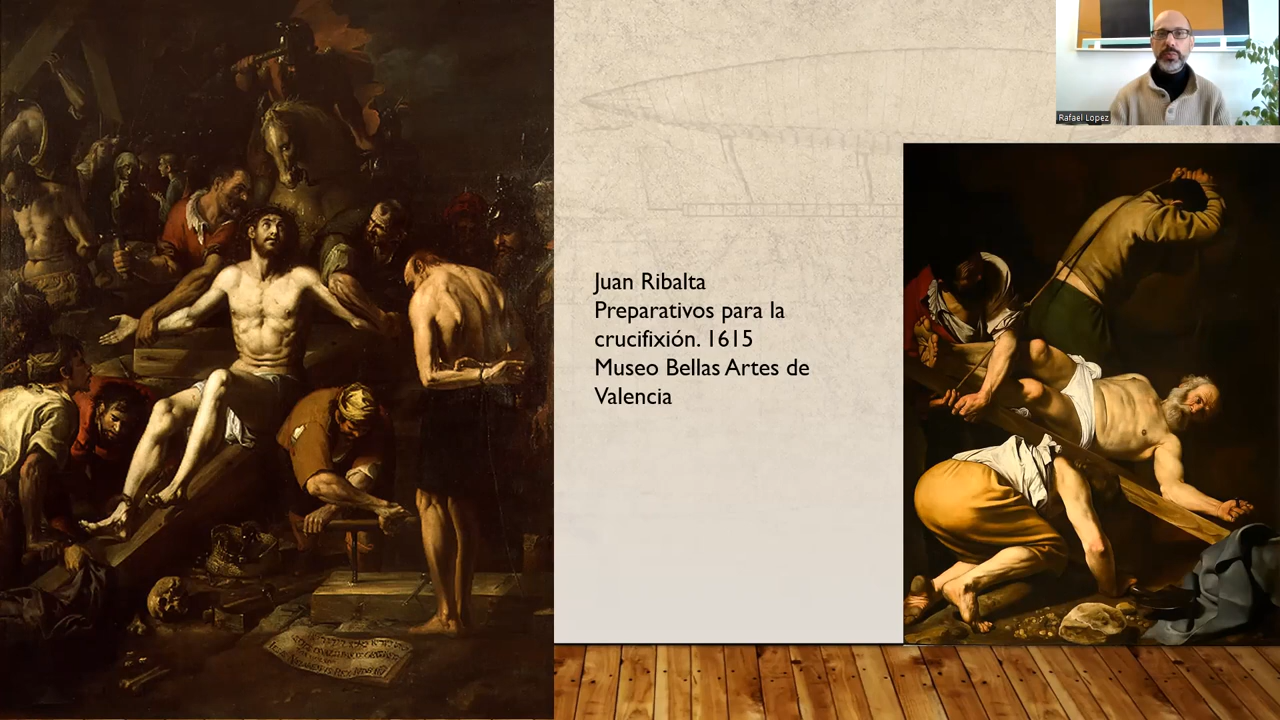 Rafael Lopez
Juan Ribalta
Preparativos para la
crucifixión. 1615
Museo Bellas Artes de
Valencia